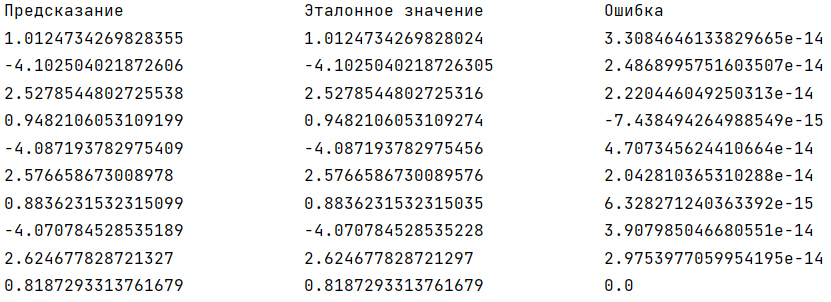 Предсказание Эталонное значение Ошибка
1.0124734269828355 1.0124734269828024 3.3084646133829665e-14
-4.102504021872606 -4.1025040218726305 2.4868995751603507e-14
2.5278544802725538 2.5278544802725316 2.220446049250313e-14
0.9482106053109199 0.9482106053109274 -7.438494264988549e-15
-4.087193782975409 -4.087193782975456 4.707345624410664e-14
2.576658673008978 2.5766586730089576 2.042810365310288e-14
0.8836231532315099 0.8836231532315035 6.328271240363392e-15
-4.070784528535189 -4.070784528535228 3.907985046680551e-14
2.624677828721327 2.624677828721297 2.9753977059954195e-14
0.8187293313761679 0.8187293313761679 0.0